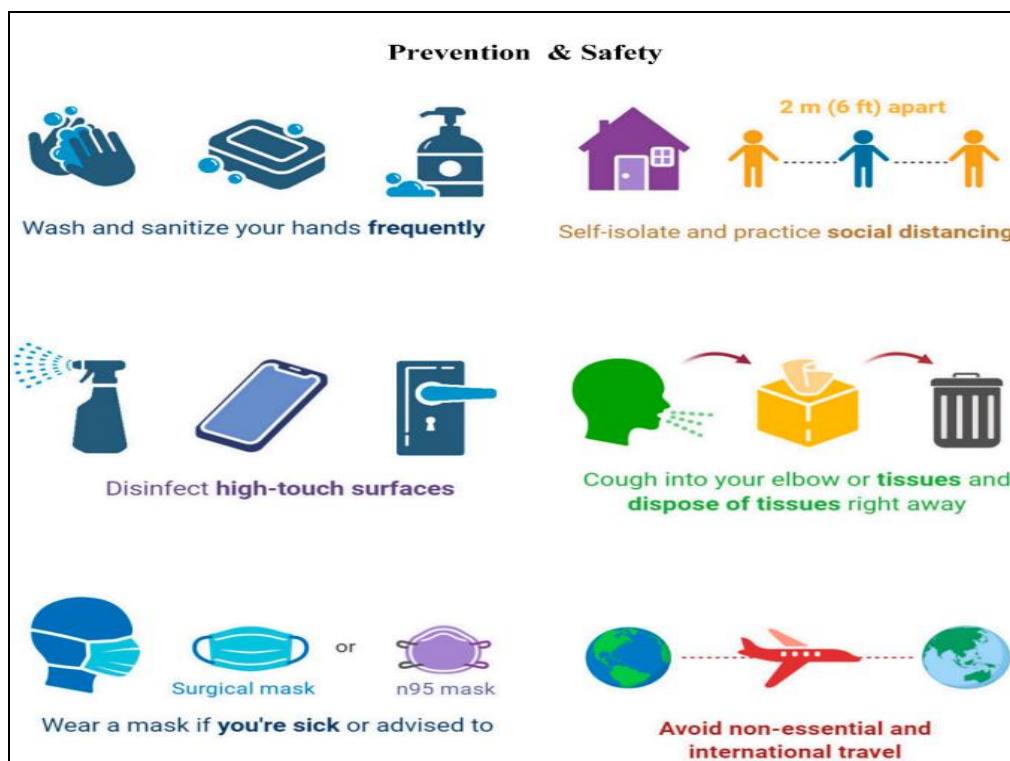 Prevention & Safety
2 m (6 ft) apart
Wash and sanitize your hands frequently
Self-isolate and practice social distancing
Disinfect high-touch surfaces
Cough into your elbow or tissues and
dispose of tissues right away
or
Surgical mask
n95 mask
Wear a mask if you're sick or advised to
Avoid non-essential and
international travel